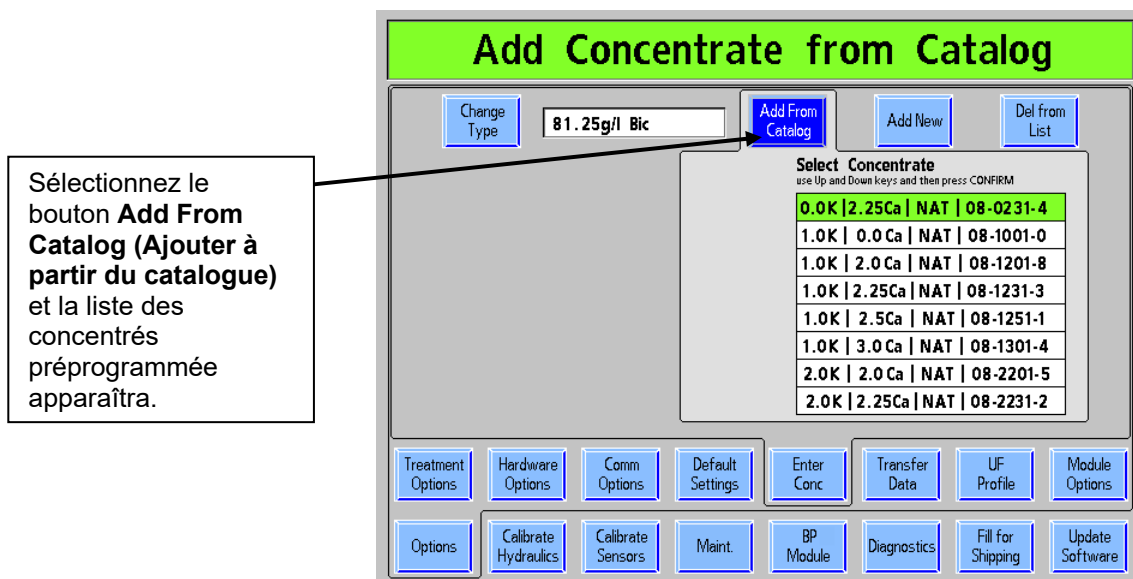 Add Concentrate from Catalog
Change
Type
81.25g/l Bic
Add From
Catalog
Add New
Del from
List
Sélectionnez le
bouton Add From
Catalog (Ajouter à
partir du catalogue)
et la liste des
concentrés
préprogrammée
apparaîtra.
Select Concentrate
use Up and Down keys and then press CONFIRM
0.0K | 2.25Ca | NAT | 08-0231-4
1.0K | 0.0 Ca | NAT | 08-1001-0
1.0K | 2.0 Ca | NAT | 08-1201-8
1.0K | 2.25Ca | NAT | 08-1231-3
1.0K | 2.5Ca | NAT | 08-1251-1
1.0K | 3.0 Ca | NAT | 08-1301-4
2.0K | 2.0 Ca | NAT | 08-2201-5
2.0K | 2.25Ca | NAT | 08-2231-2
Treatment
Options
Hardware
Options
Comm
Options
Default
Settings
Enter
Conc
Transfer
Data
UF
Profile
Module
Options
Options
Calibrate
Hydraulics
Calibrate
Sensors
Maint.
BP
Module
Diagnostics
Fill for
Shipping
Update
Software